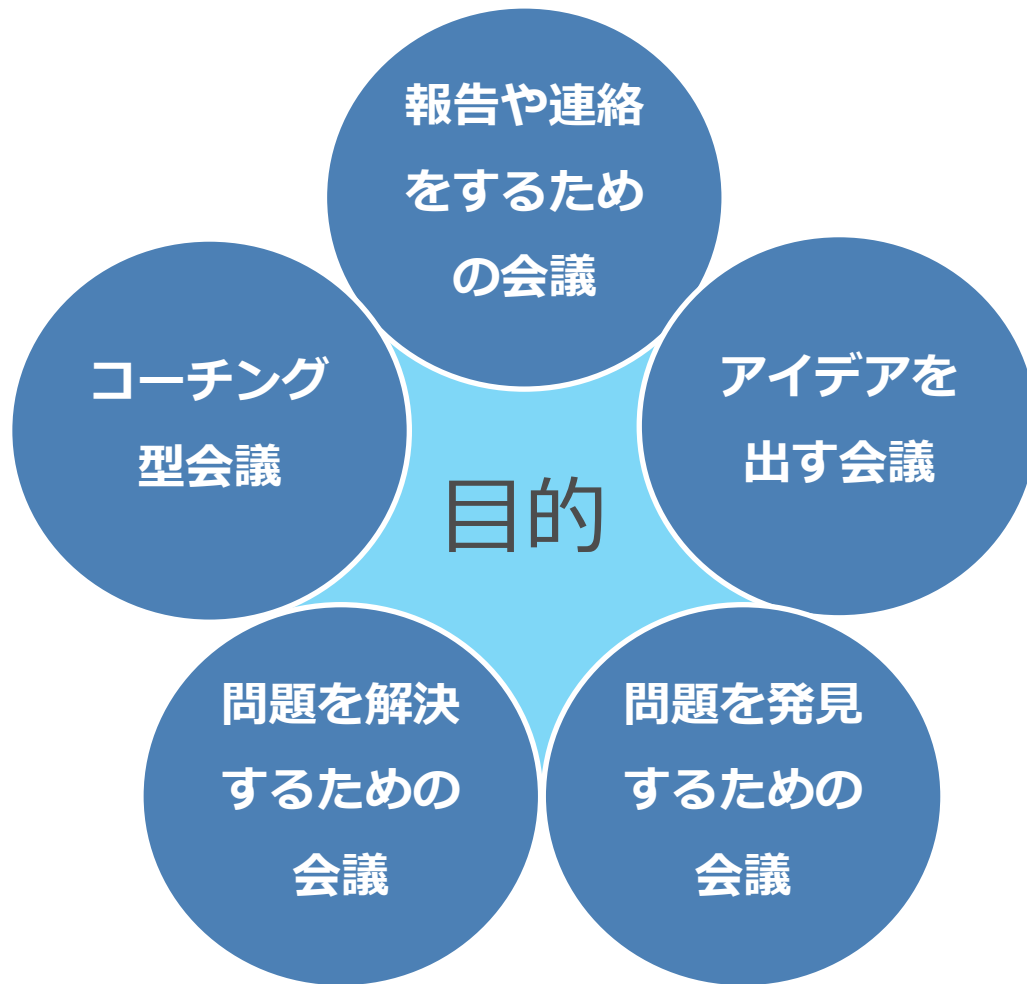 報告や連絡
をするため
の会議
アイデアを
出す会議
問題を発見
するための
会議
問題を解決
するための
会議
コーチング
型会議
目的